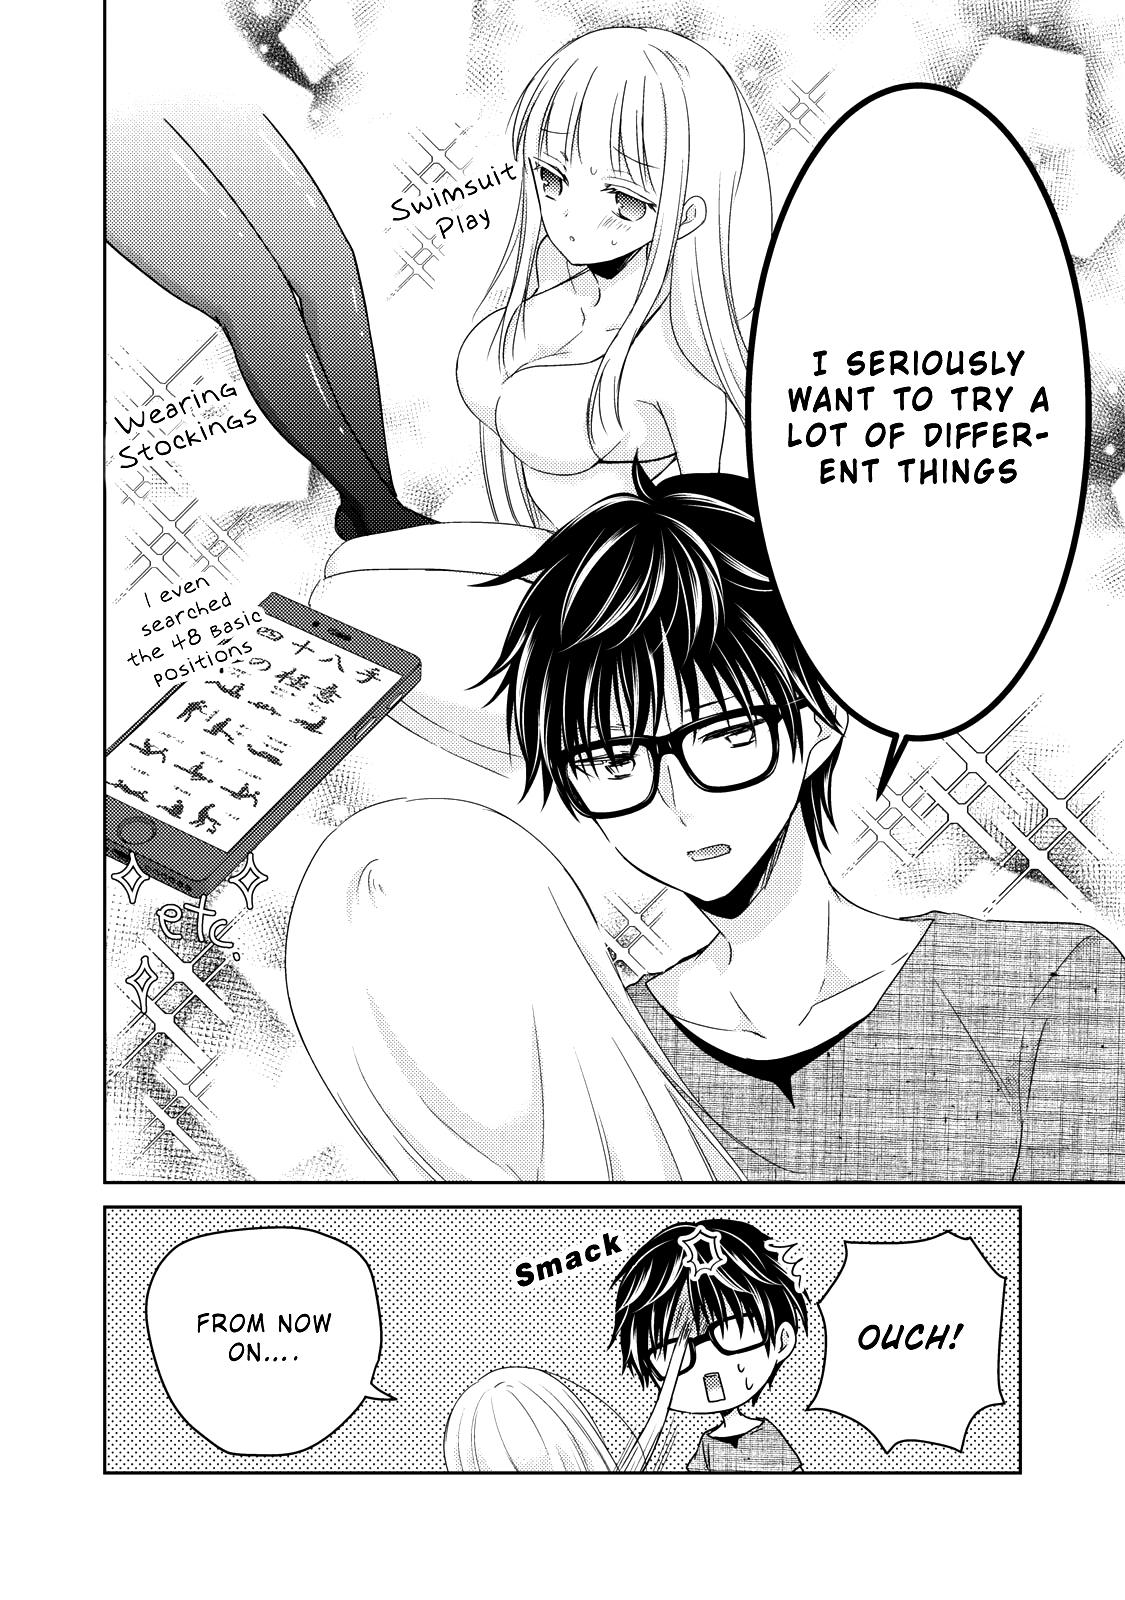 I SERIOUSLY
WANT TO TRY A
LOT OF DIFFER-
ENT THINGS
Swimsuit
Play
Wearing
Stockings
I even
searched
the 48 basic
positions
四十八手
の極意
etc.
Smack
OUCH!
FROM NOW
ON....